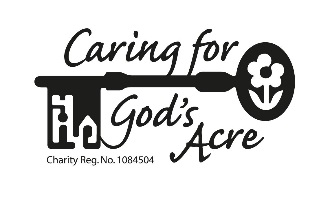 Caring for
God's
Acre
Charity Reg. No. 1084504